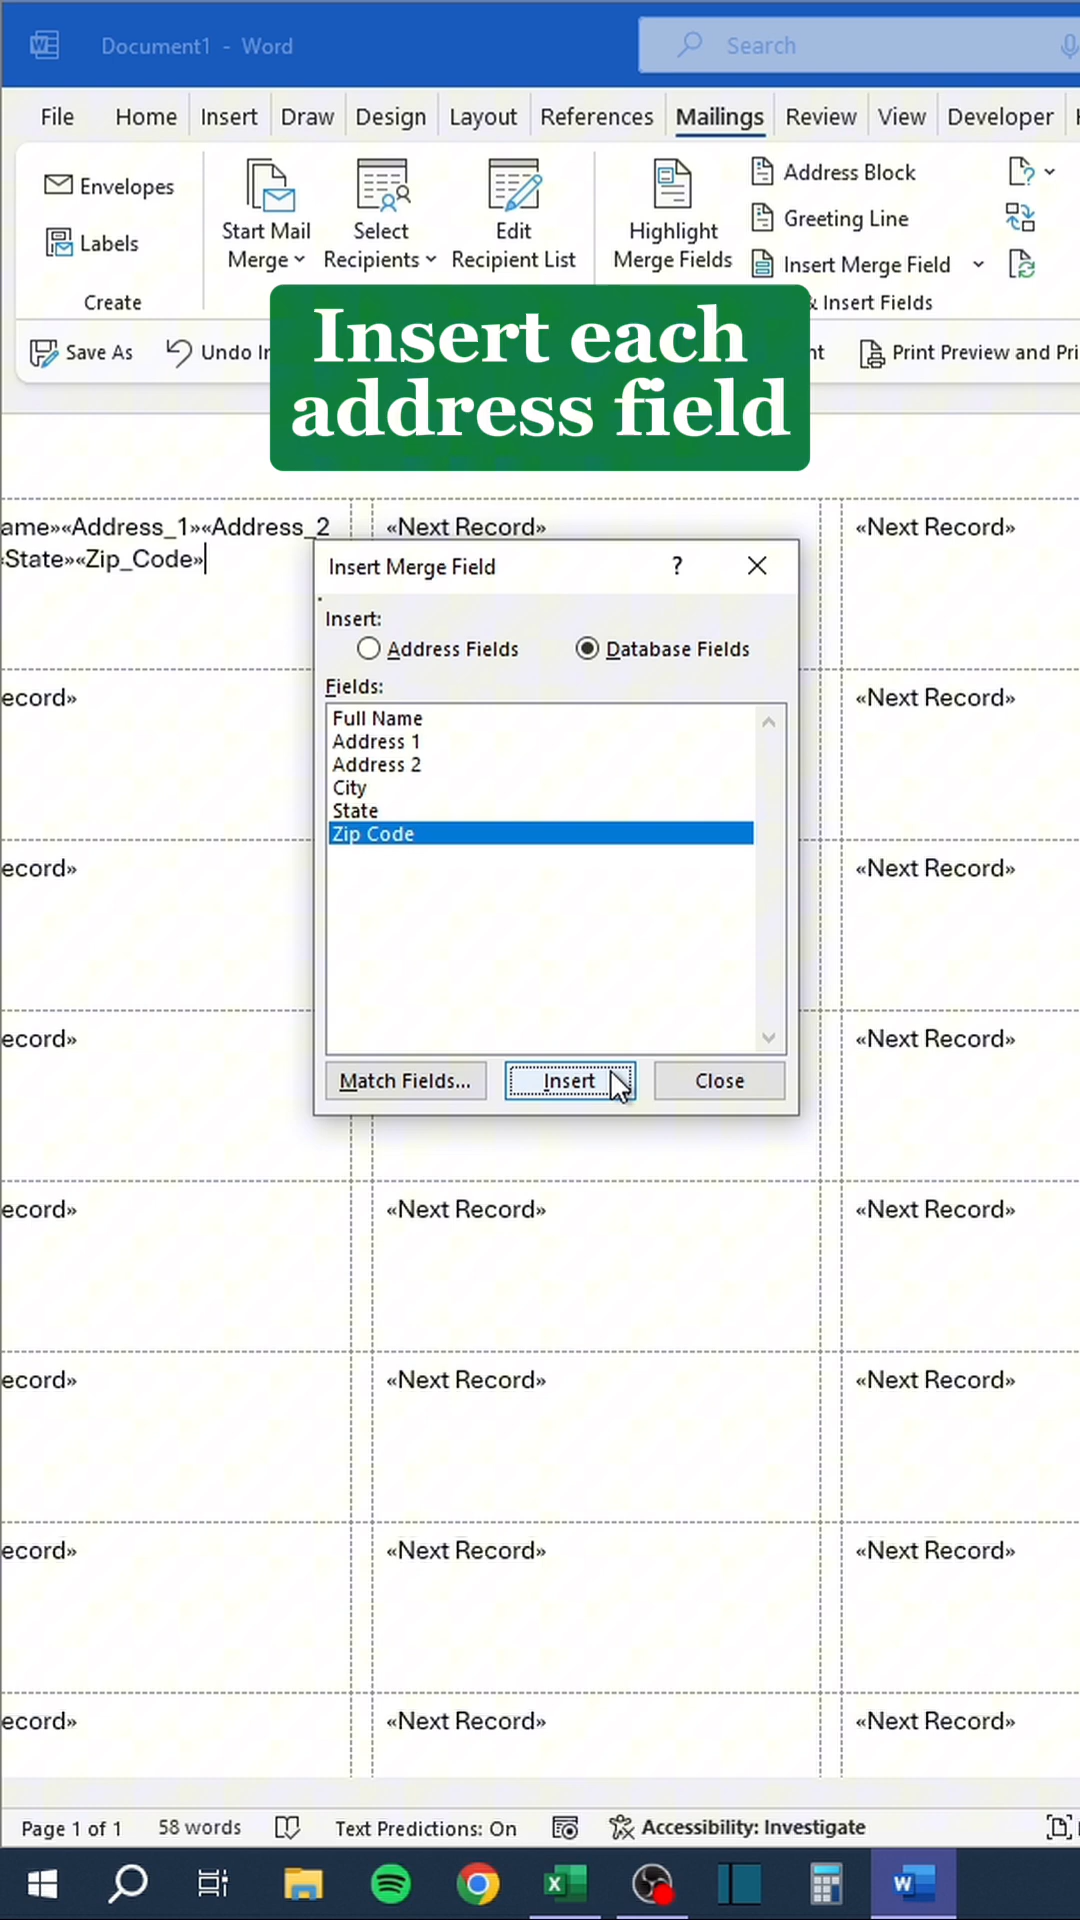 Document1 - Word
Search
File Home Insert Draw Design Layout References Mailings Review View Developer
Envelopes
Labels
Create
Start Mail
Merge
Select
Recipients
Edit
Recipient List
Highlight
Merge Fields
Address Block
Greeting Line
Insert Merge Field
& Insert Fields
Save As Undo In nt Print Preview and Pri
Insert each
address field
ame»«Address_1»«Address_2
«State»«Zip_Code»
«Next Record» «Next Record»
Insert Merge Field ?
Insert:
Address Fields Database Fields
Fields:
Full Name
Address 1
Address 2
City
State
Zip Code
Match Fields... Insert Close
ecord» «Next Record»
ecord» «Next Record»
ecord» «Next Record»
ecord» «Next Record» «Next Record»
ecord» «Next Record» «Next Record»
ecord» «Next Record» «Next Record»
ecord» «Next Record» «Next Record»
Page 1 of 1 58 words Text Predictions: On Accessibility: Investigate